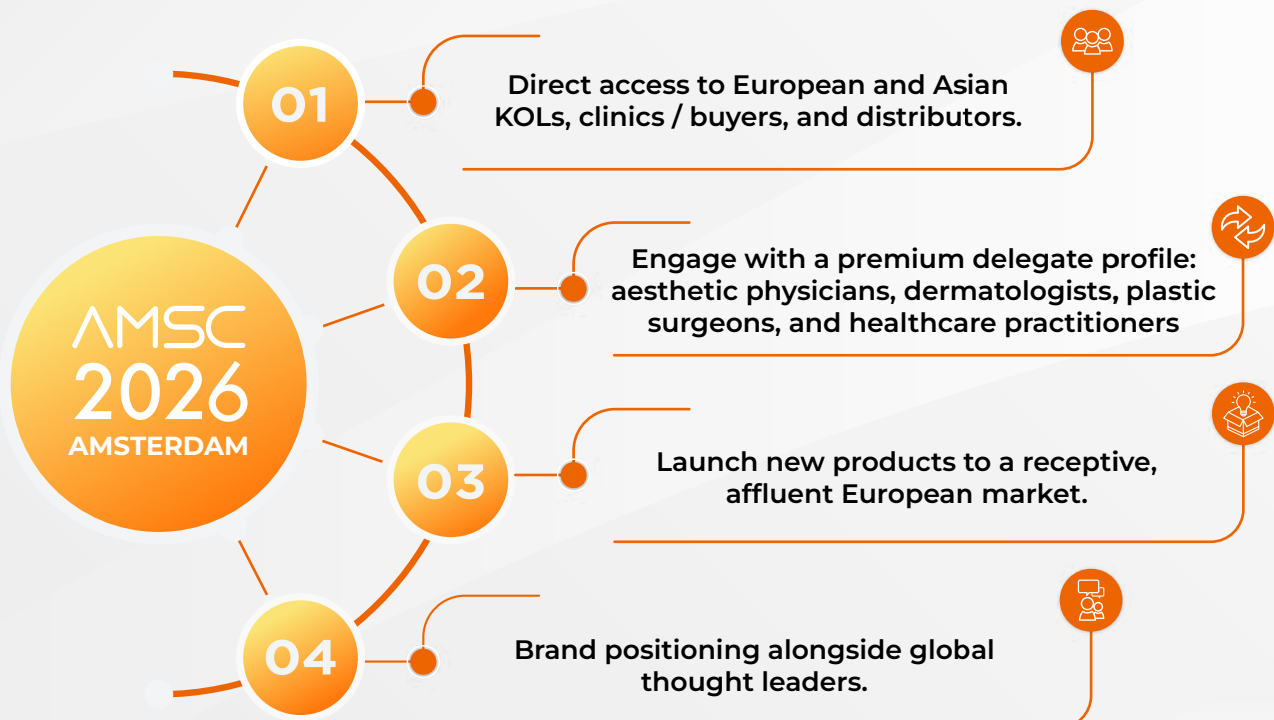 01
Direct access to European and Asian
KOLs, clinics / buyers, and distributors.
02
Engage with a premium delegate profile:
aesthetic physicians, dermatologists, plastic
surgeons, and healthcare practitioners
AMSC
2026
AMSTERDAM
03
Launch new products to a receptive,
affluent European market.
04
Brand positioning alongside global
thought leaders.